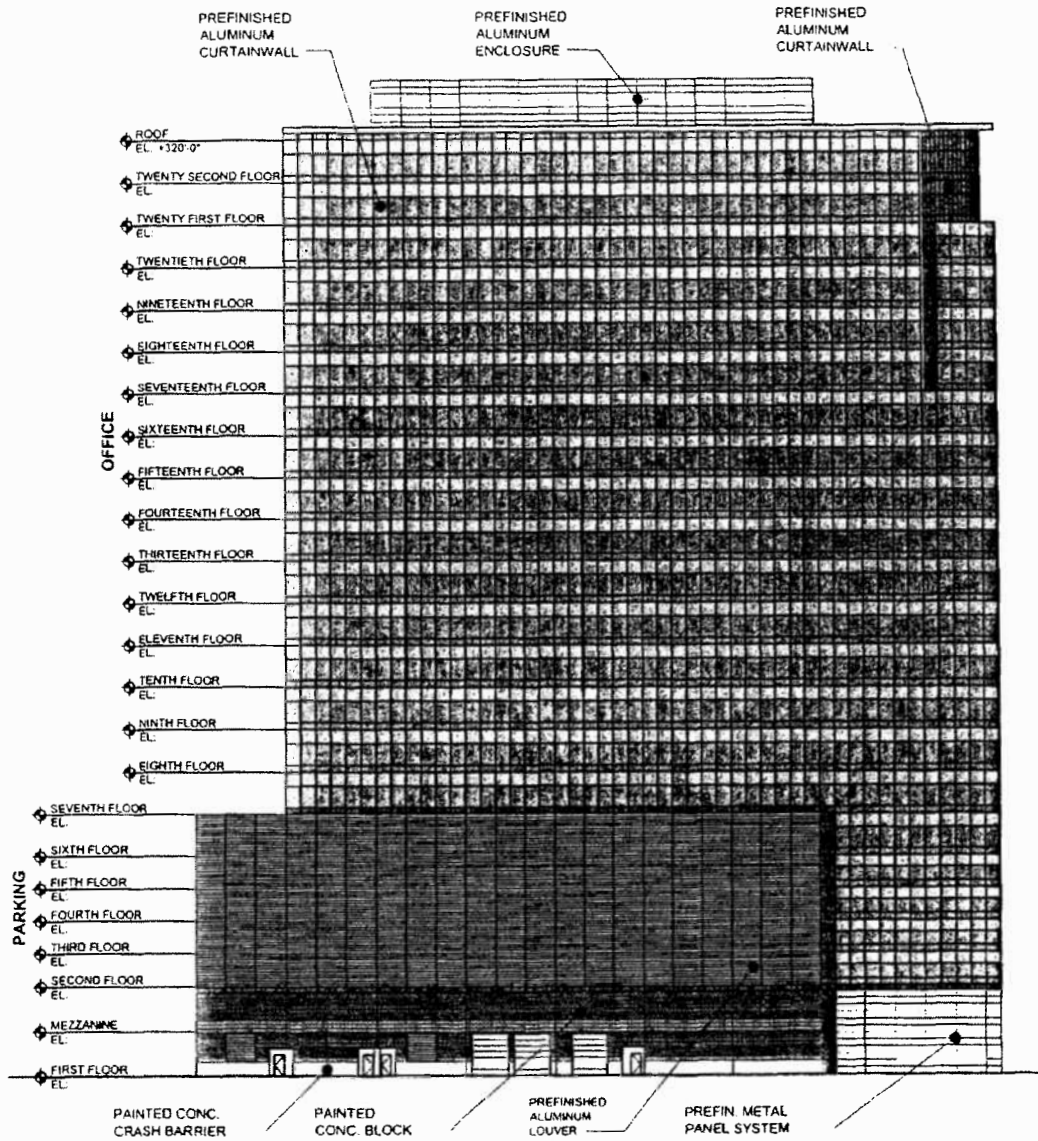 PREFINISHED
ALUMINUM
CURTAINWALL
PREFINISHED
ALUMINUM
ENCLOSURE
PREFINISHED
ALUMINUM
CURTAINWALL
ROOF
EL. +320'-0"
TWENTY SECOND FLOOR
EL:
TWENTY FIRST FLOOR
EL:
TWENTIETH FLOOR
EL:
NINETEENTH FLOOR
EL:
EIGHTEENTH FLOOR
EL:
SEVENTEENTH FLOOR
EL:
OFFICE
SIXTEENTH FLOOR
EL:
FIFTEENTH FLOOR
EL:
FOURTEENTH FLOOR
EL:
THIRTEENTH FLOOR
EL:
TWELFTH FLOOR
EL:
ELEVENTH FLOOR
EL:
TENTH FLOOR
EL:
NINTH FLOOR
EL:
EIGHTH FLOOR
EL:
SEVENTH FLOOR
EL:
SIXTH FLOOR
EL:
PARKING
FIFTH FLOOR
EL:
FOURTH FLOOR
EL:
THIRD FLOOR
EL:
SECOND FLOOR
EL:
MEZZANINE
EL:
FIRST FLOOR
EL:
PAINTED CONC.
CRASH BARRIER
PAINTED
CONC. BLOCK
PREFINISHED
ALUMINUM
LOUVER
PREFIN. METAL
PANEL SYSTEM